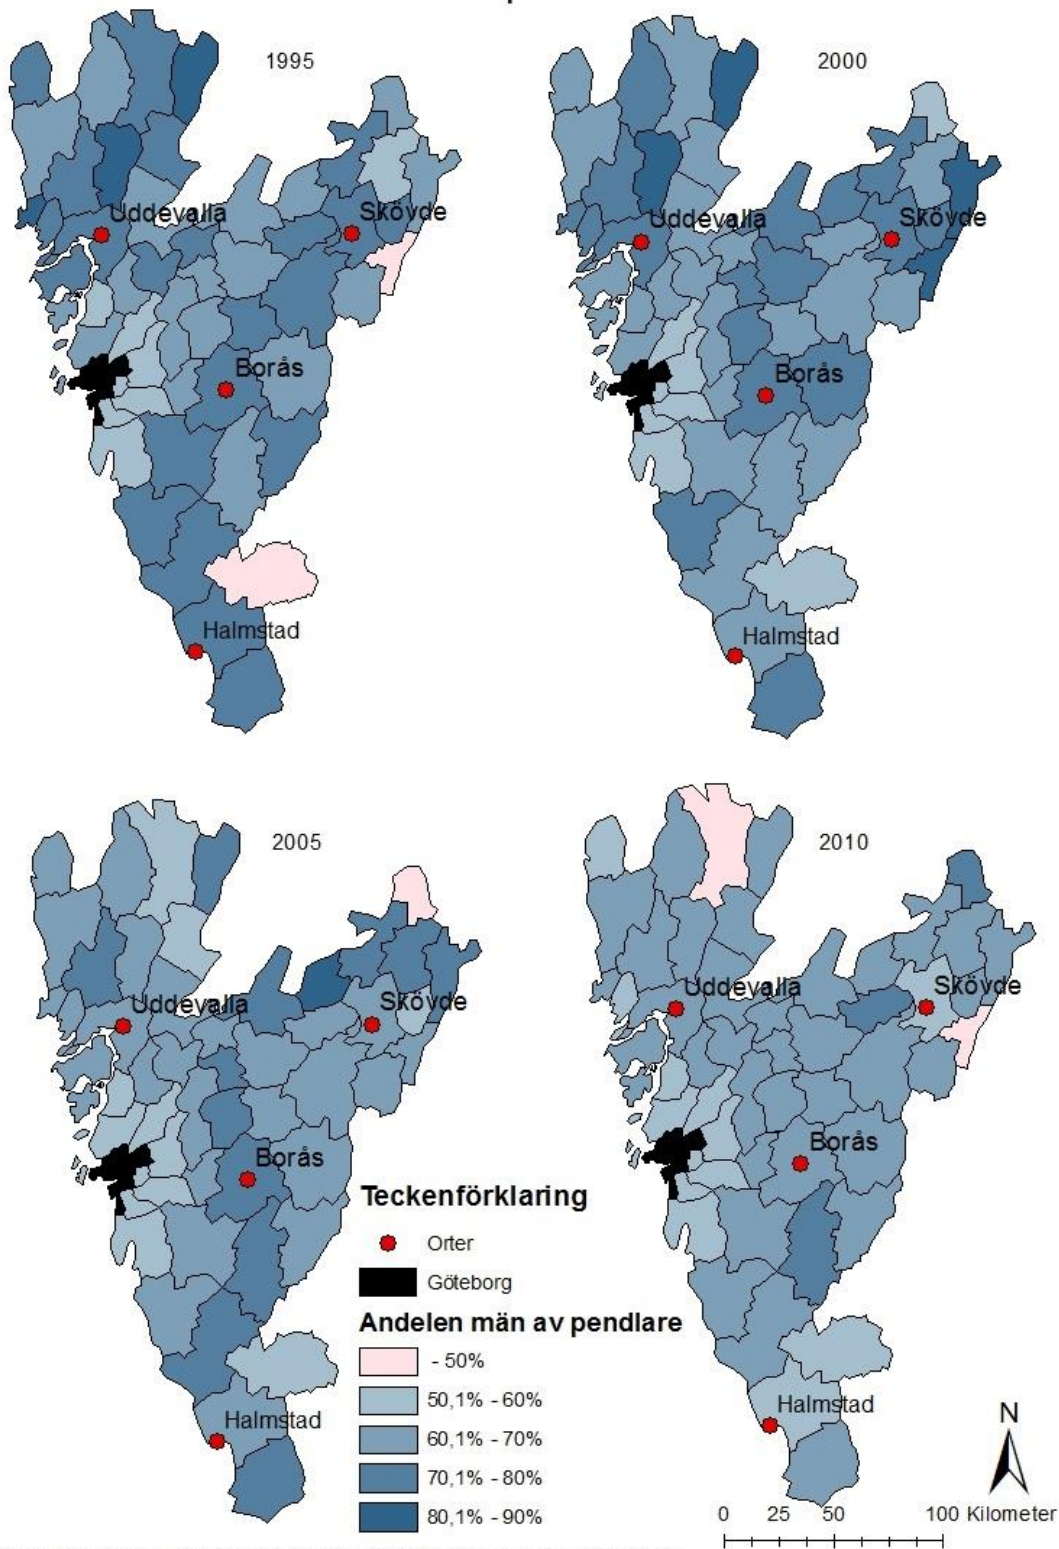 1995
2000
Uddevalla
Skövde
Uddevalla
Skövde
Borås
Borås
Halmstad
Halmstad
2005
2010
Uddevalla
Skövde
Uddevalla
Skövde
Borås
Borås
Halmstad
Halmstad
Teckenförklaring
Orter
Göteborg
Andelen män av pendlare
- 50%
50,1% - 60%
60,1% - 70%
70,1% - 80%
80,1% - 90%
N
0 25 50 100 Kilometer